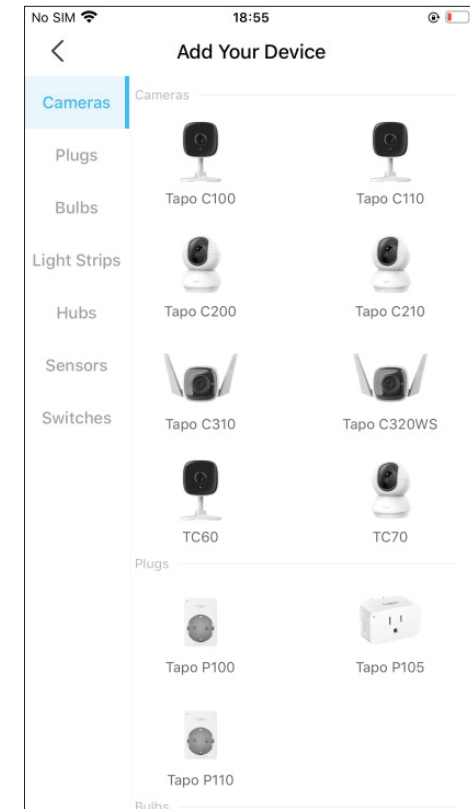 No SIM 18:55
Add Your Device
Cameras
Plugs
Bulbs
Light Strips
Hubs
Sensors
Switches
Cameras
Tapo C100 Tapo C110
Tapo C200 Tapo C210
Tapo C310 Tapo C320WS
TC60 TC70
Plugs
Tapo P100 Tapo P105
Tapo P110
Bulbs